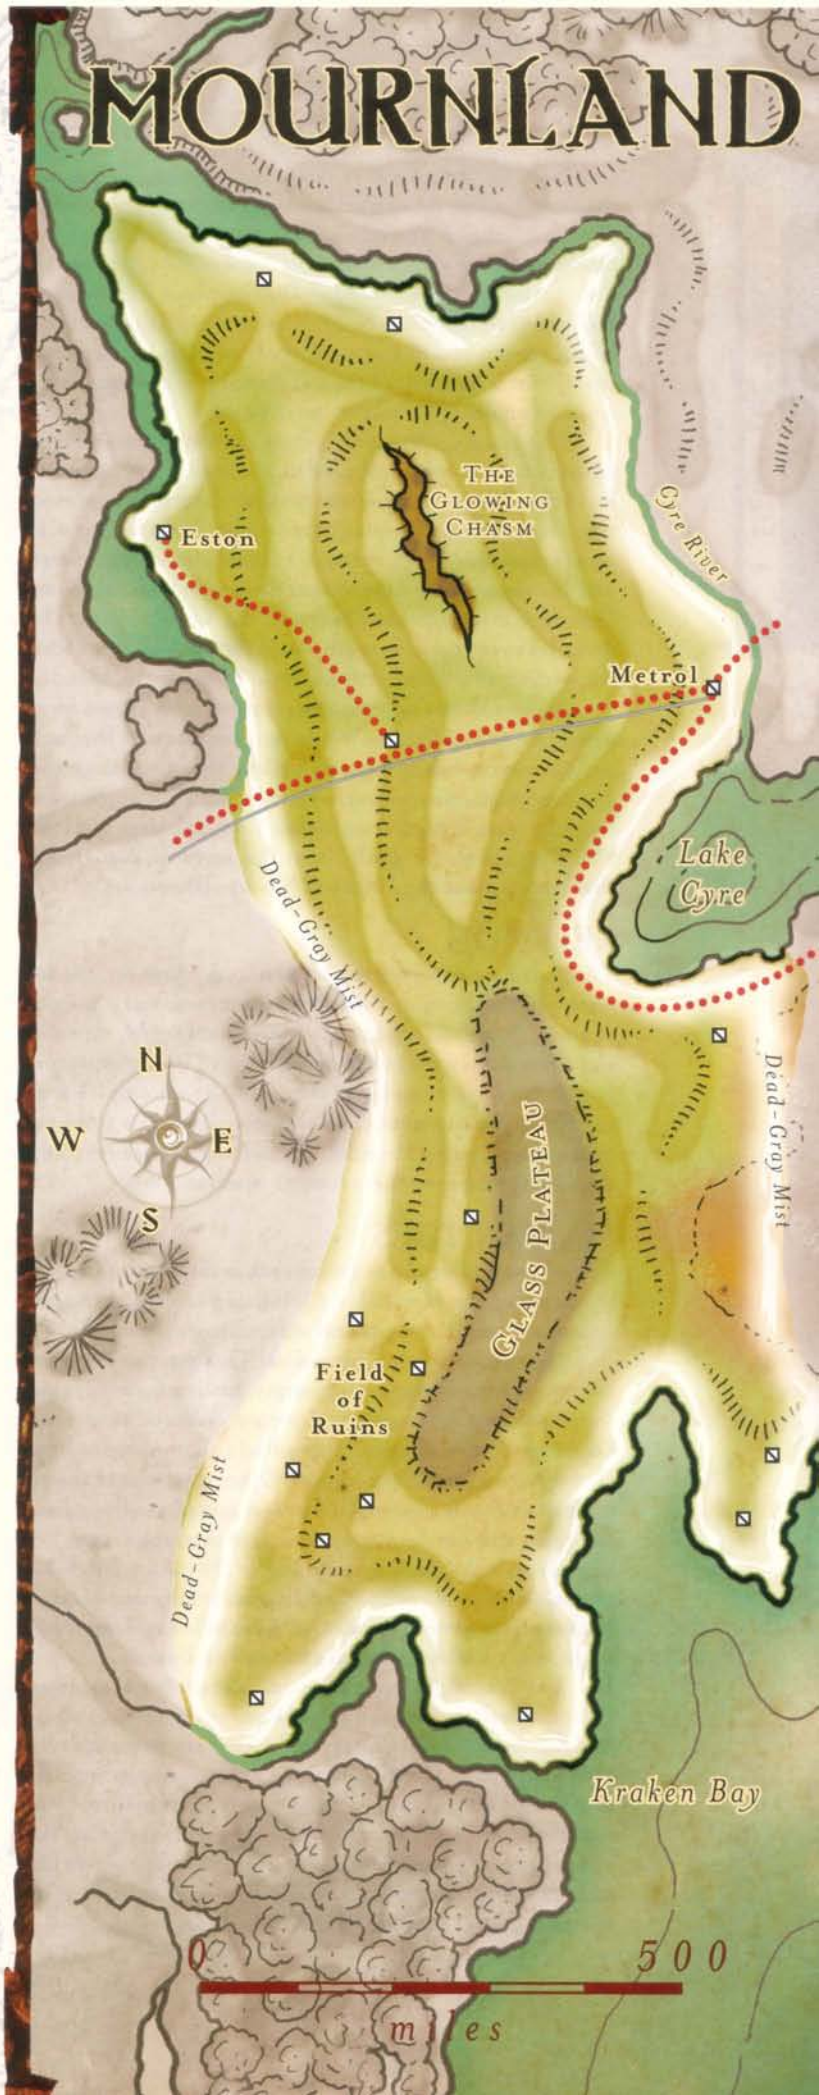 MOURNLAND
THE
GLOWING
CHASM
Cyre River
Eston
Metrol
Lake
Cyre
Dead-Gray Mist
N
W
E
S
Dead-Gray Mist
GLASS PLATEAU
Field
of
Ruins
Dead-Gray Mist
Kraken Bay
0
500
miles